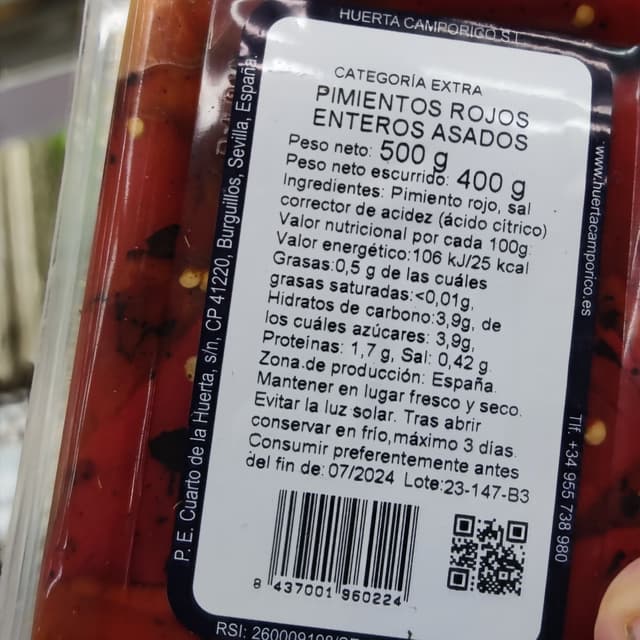 HUERTA CAMPORICO S.L.
CATEGORÍA EXTRA
PIMIENTOS ROJOS
ENTEROS ASADOS
Peso neto: 500 g
Peso neto escurrido: 400 g
Ingredientes: Pimiento rojo, sal
corrector de acidez (ácido cítrico)
Valor nutricional por cada 100g:
Valor energético:106 kJ/25 kcal
Grasas:0,5 g de las cuáles
grasas saturadas:<0,01g,
Hidratos de carbono:3,9g, de
los cuáles azúcares: 3,9g,
Proteínas: 1,7 g, Sal: 0,42 g.
Zona de producción: España.
Mantener en lugar fresco y seco.
Evitar la luz solar. Tras abrir
conservar en frío,máximo 3 días.
Consumir preferentemente antes
del fin de: 07/2024 Lote:23-147-B3
8 437001 960224
P.E. Cuarto de la Huerta, s/n, CP 41220, Burguillos, Sevilla, España
www.huertacamporico.es
Tlf. +34 955 738 980
RSI: